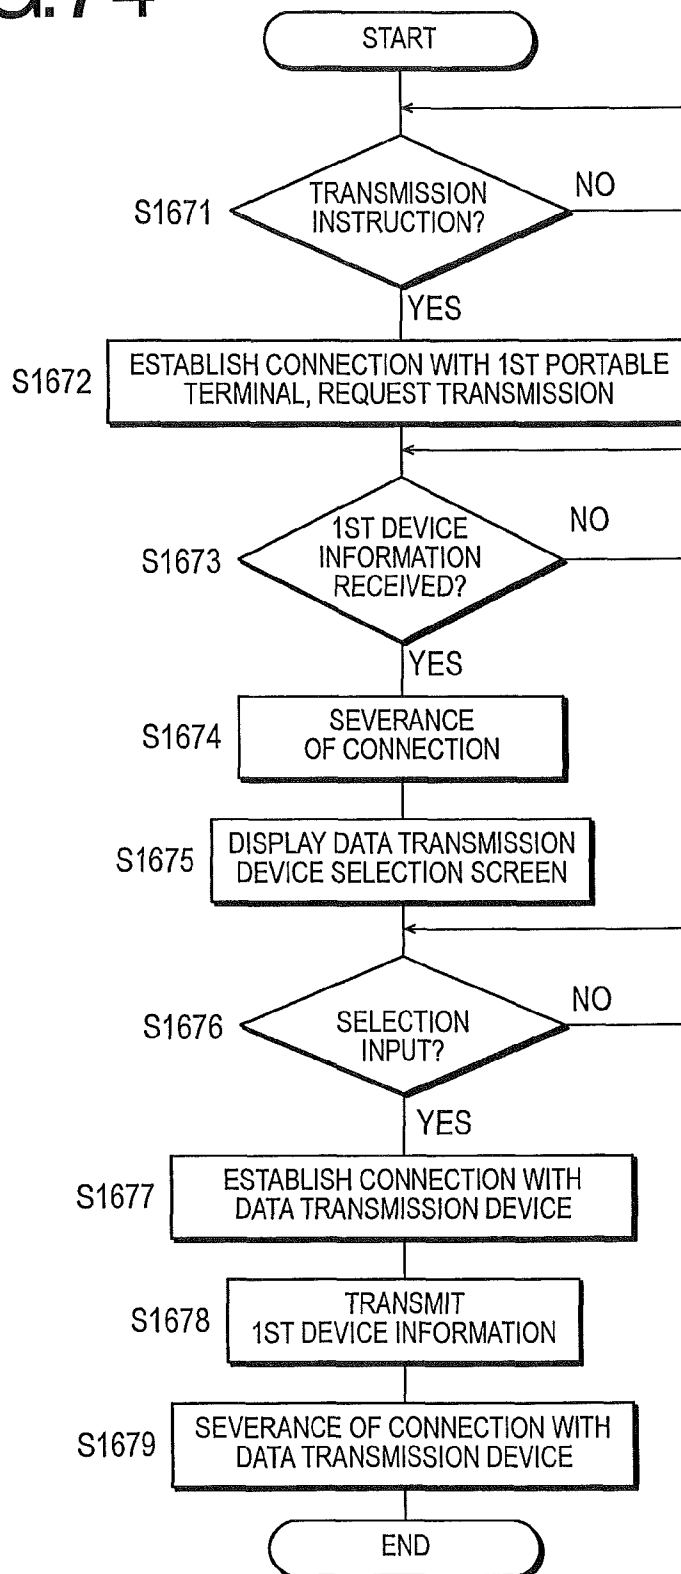 G.74
START
TRANSMISSION
INSTRUCTION?
NO
S1671
YES
S1672
ESTABLISH CONNECTION WITH 1ST PORTABLE
TERMINAL, REQUEST TRANSMISSION
1ST DEVICE
INFORMATION
RECEIVED?
NO
S1673
YES
S1674
SEVERANCE
OF CONNECTION
S1675
DISPLAY DATA TRANSMISSION
DEVICE SELECTION SCREEN
S1676
SELECTION
INPUT?
NO
YES
S1677
ESTABLISH CONNECTION WITH
DATA TRANSMISSION DEVICE
S1678
TRANSMIT
1ST DEVICE INFORMATION
S1679
SEVERANCE OF CONNECTION WITH
DATA TRANSMISSION DEVICE
END